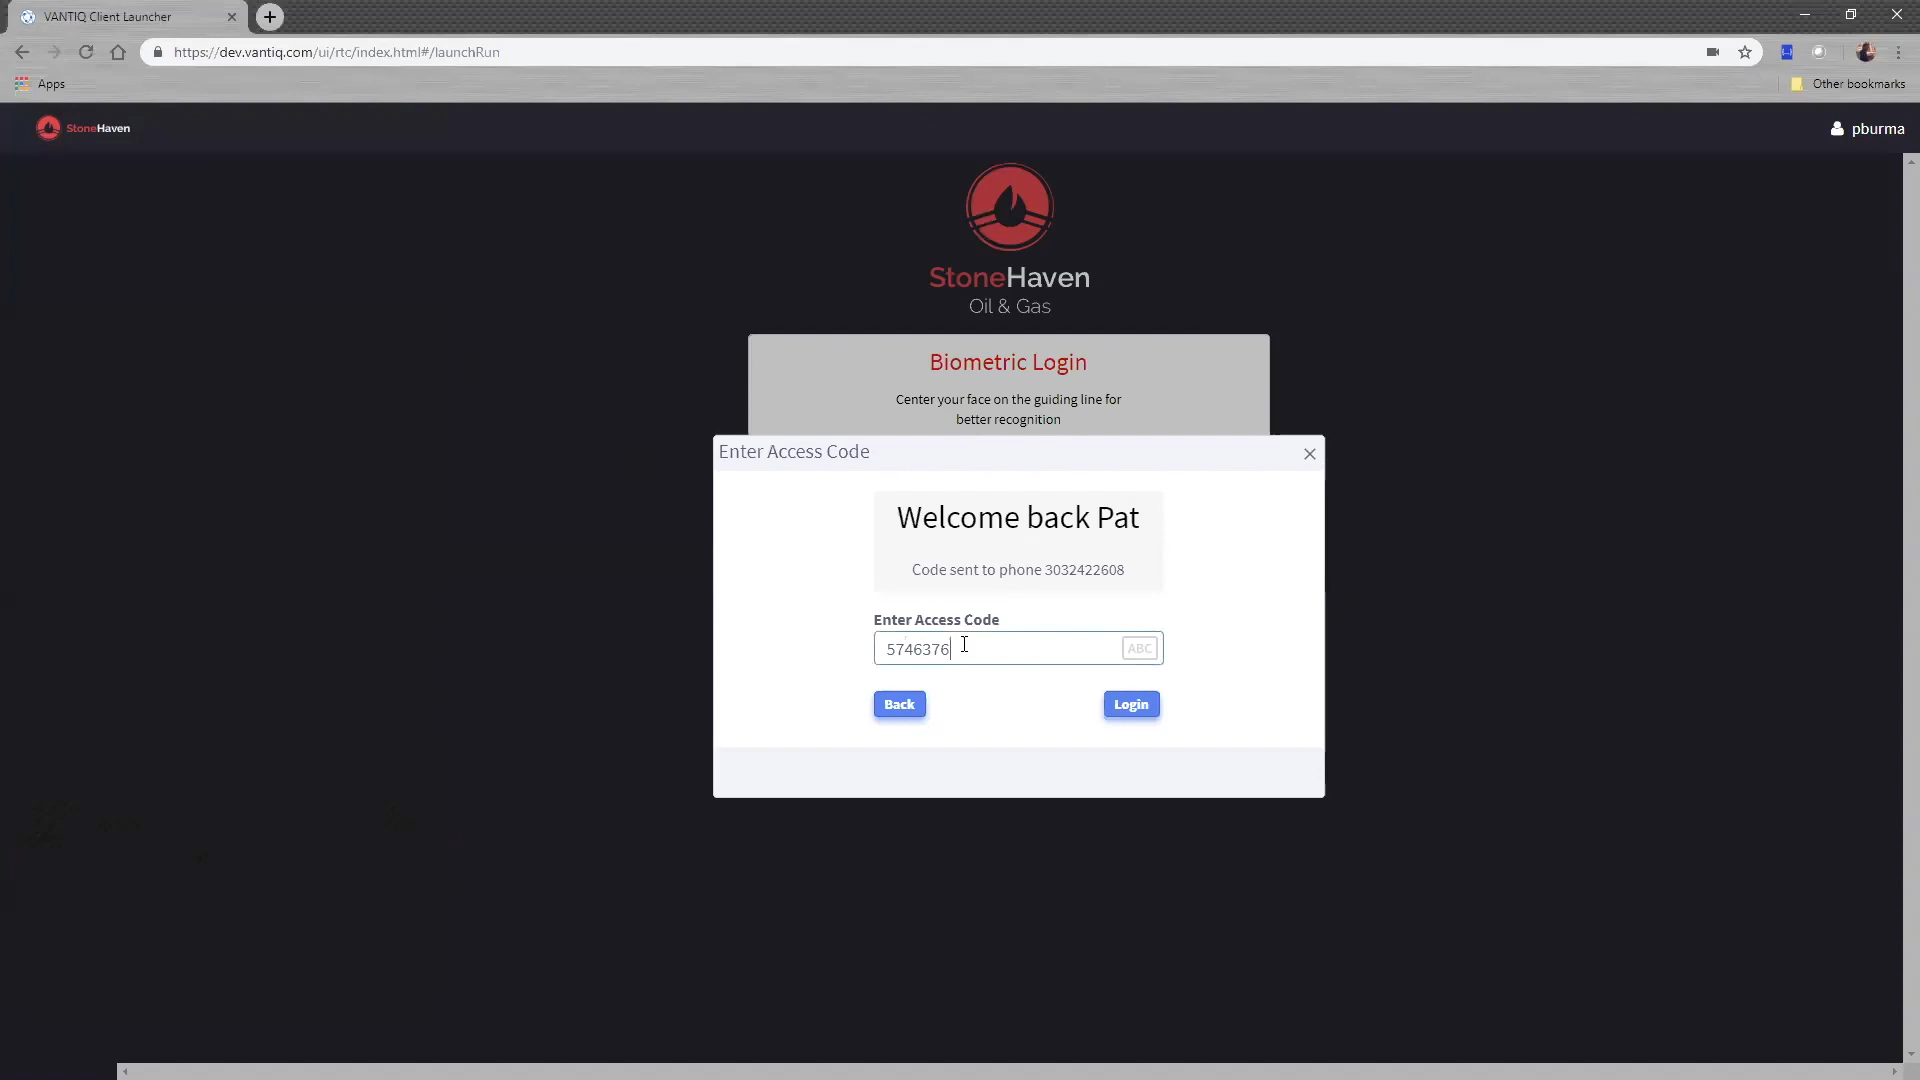 VANTIQ Client Launcher
https://dev.vantiq.com/ui/rtc/index.html#/launchRun
Apps
Other bookmarks
StoneHaven
pburma
StoneHaven
Oil & Gas
Biometric Login
Center your face on the guiding line for
better recognition
Enter Access Code
Welcome back Pat
Code sent to phone 3032422608
Enter Access Code
5746376
ABC
Back
Login